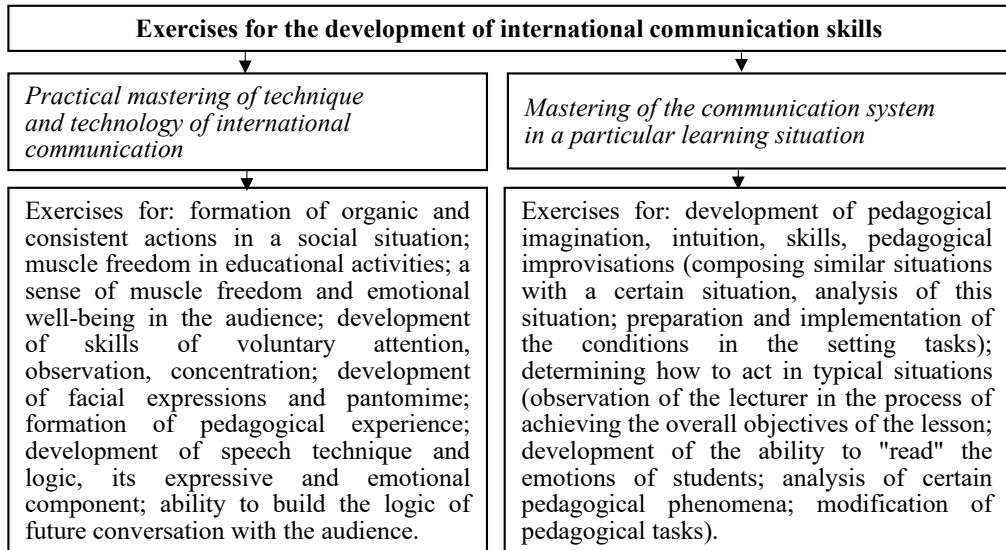 Exercises for the development of international communication skills
Practical mastering of technique
and technology of international
communication
Mastering of the communication system
in a particular learning situation
Exercises for: formation of organic and
consistent actions in a social situation;
muscle freedom in educational activities; a
sense of muscle freedom and emotional
well-being in the audience; development
of skills of voluntary attention,
observation, concentration; development
of facial expressions and pantomime;
formation of pedagogical experience;
development of speech technique and
logic, its expressive and emotional
component; ability to build the logic of
future conversation with the audience.
Exercises for: development of pedagogical
imagination, intuition, skills, pedagogical
improvisations (composing similar situations
with a certain situation, analysis of this
situation; preparation and implementation of
the conditions in the setting tasks);
determining how to act in typical situations
(observation of the lecturer in the process of
achieving the overall objectives of the lesson;
development of the ability to "read" the
emotions of students; analysis of certain
pedagogical phenomena; modification of
pedagogical tasks).